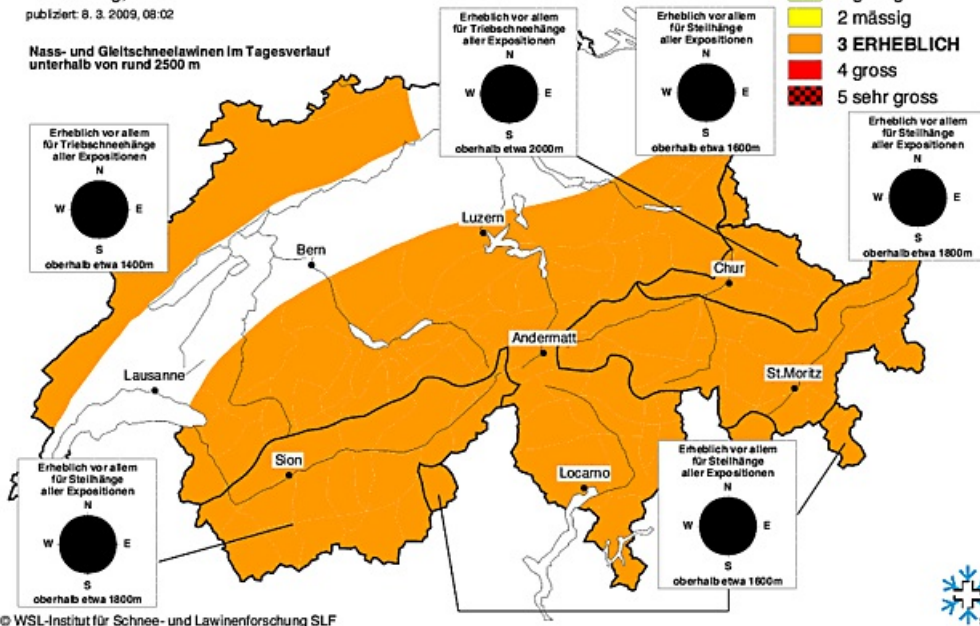 publiziert: 8. 3. 2009, 08:02
Nass- und Gleitschneelawinen im Tagesverlauf
unterhalb von rund 2500 m
2 mässig
3 ERHEBLICH
4 gross
5 sehr gross
Erheblich vor allem
für Triebschneehänge
aller Expositionen
N
W E
S
oberhalb etwa 2000m
Erheblich vor allem
für Steilhänge
aller Expositionen
N
W E
S
oberhalb etwa 1600m
Erheblich vor allem
für Triebschneehänge
aller Expositionen
N
W E
S
oberhalb etwa 1400m
Erheblich vor allem
für Steilhänge
aller Expositionen
N
W E
S
oberhalb etwa 1800m
Luzern
Bern
Chur
Andermatt
Lausanne
St.Moritz
Sion
Locarno
Erheblich vor allem
für Steilhänge
aller Expositionen
N
W E
S
oberhalb etwa 1800m
Erheblich vor allem
für Steilhänge
aller Expositionen
N
W E
S
oberhalb etwa 1600m
© WSL-Institut für Schnee- und Lawinenforschung SLF